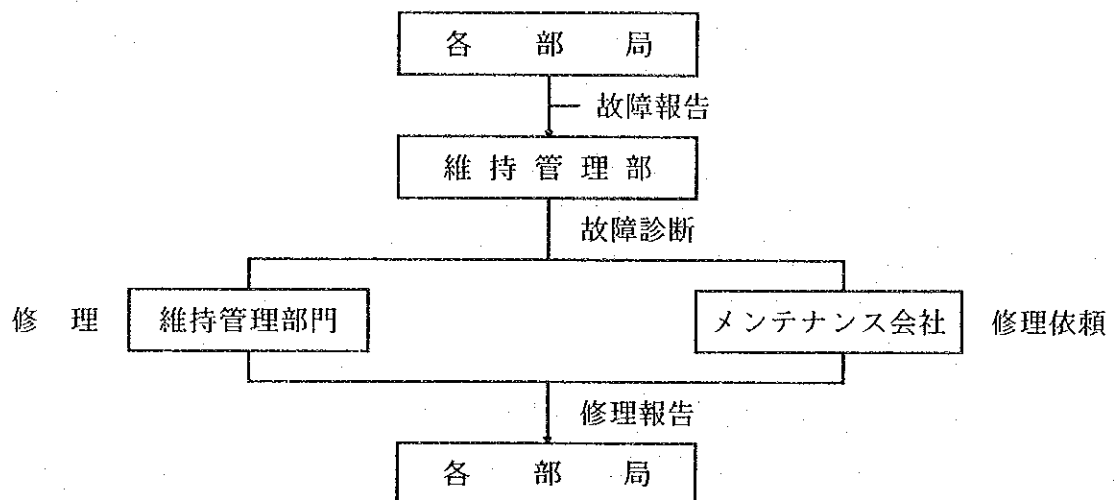 各部局
故障報告
維持管理部
故障診断
修理 維持管理部門 メンテナンス会社 修理依頼
修理報告
各部局